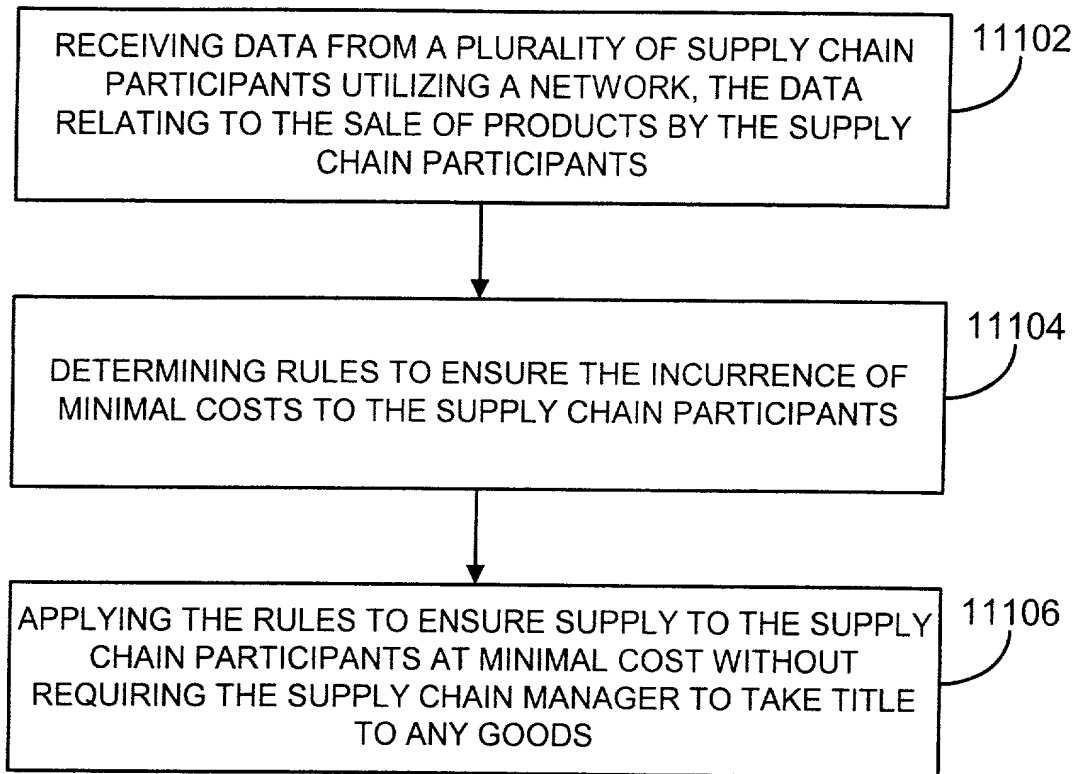 RECEIVING DATA FROM A PLURALITY OF SUPPLY CHAIN
PARTICIPANTS UTILIZING A NETWORK, THE DATA
RELATING TO THE SALE OF PRODUCTS BY THE SUPPLY
CHAIN PARTICIPANTS
11102
DETERMINING RULES TO ENSURE THE INCURRENCE OF
MINIMAL COSTS TO THE SUPPLY CHAIN PARTICIPANTS
11104
APPLYING THE RULES TO ENSURE SUPPLY TO THE SUPPLY
CHAIN PARTICIPANTS AT MINIMAL COST WITHOUT
REQUIRING THE SUPPLY CHAIN MANAGER TO TAKE TITLE
TO ANY GOODS
11106